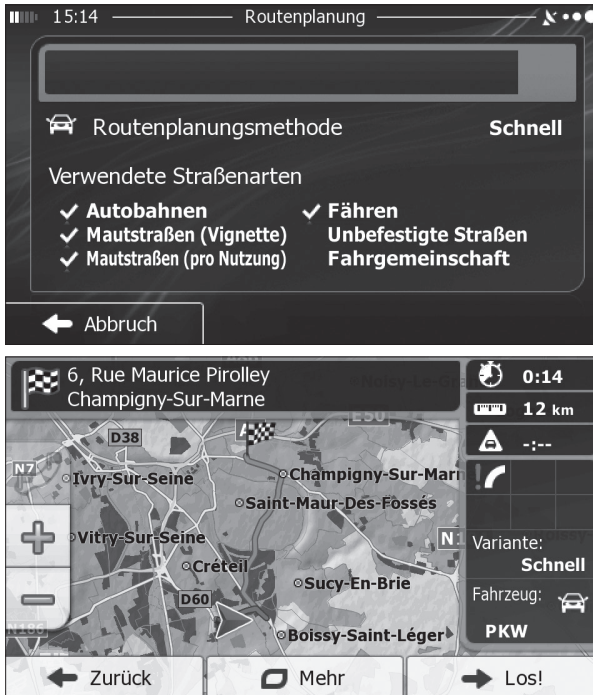 15:14 Routenplanung
Routenplanungsmethode Schnell
Verwendete Straßenarten
Autobahnen Fähren
Mautstraßen (Vignette) Unbefestigte Straßen
Mautstraßen (pro Nutzung) Fahrgemeinschaft
Abbruch
6, Rue Maurice Pirolley
Champigny-Sur-Marne
0:14
12 km
-:--
D38
N7
Ivry-Sur-Seine
Champigny-Sur-Marn
Saint-Maur-Des-Fossés
Vitry-Sur-Seine
Créteil
Sucy-En-Brie
D60
N186
Boissy-Saint-Léger
Variante:
Schnell
Fahrzeug:
PKW
Zurück Mehr Los!